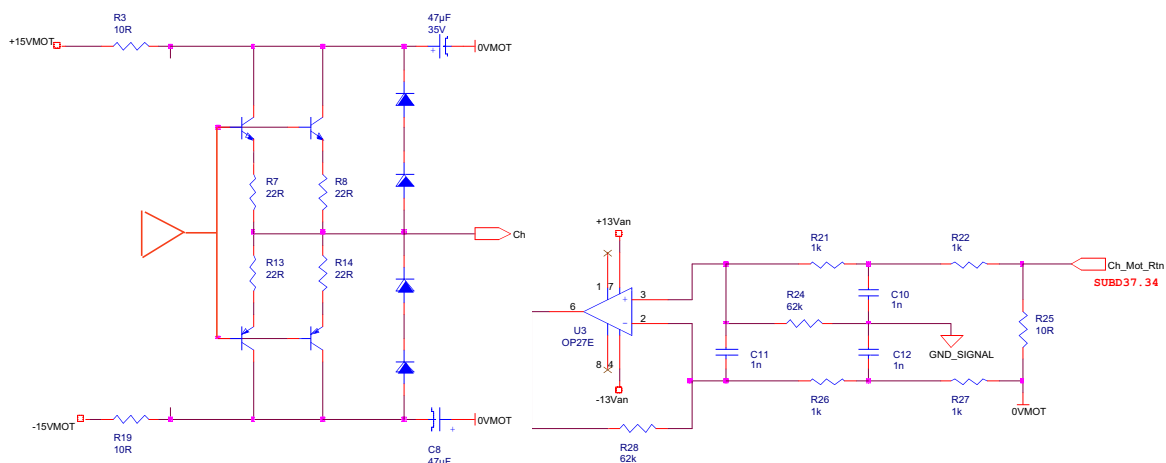 R3
10R
47µF
35V
+15VMOT
0VMOT
R7
22R
R8
22R
Ch
R13
22R
R14
22R
-15VMOT
R19
10R
0VMOT
C8
47µF
+13Van
R21
1k
R22
1k
Ch_Mot_Rtn
SUBD37.34
1
7
3
6
2
U3
OP27E
8
4
-13Van
R24
62k
C10
1n
R25
10R
GND_SIGNAL
C11
1n
C12
1n
R26
1k
R27
1k
0VMOT
R28
62k